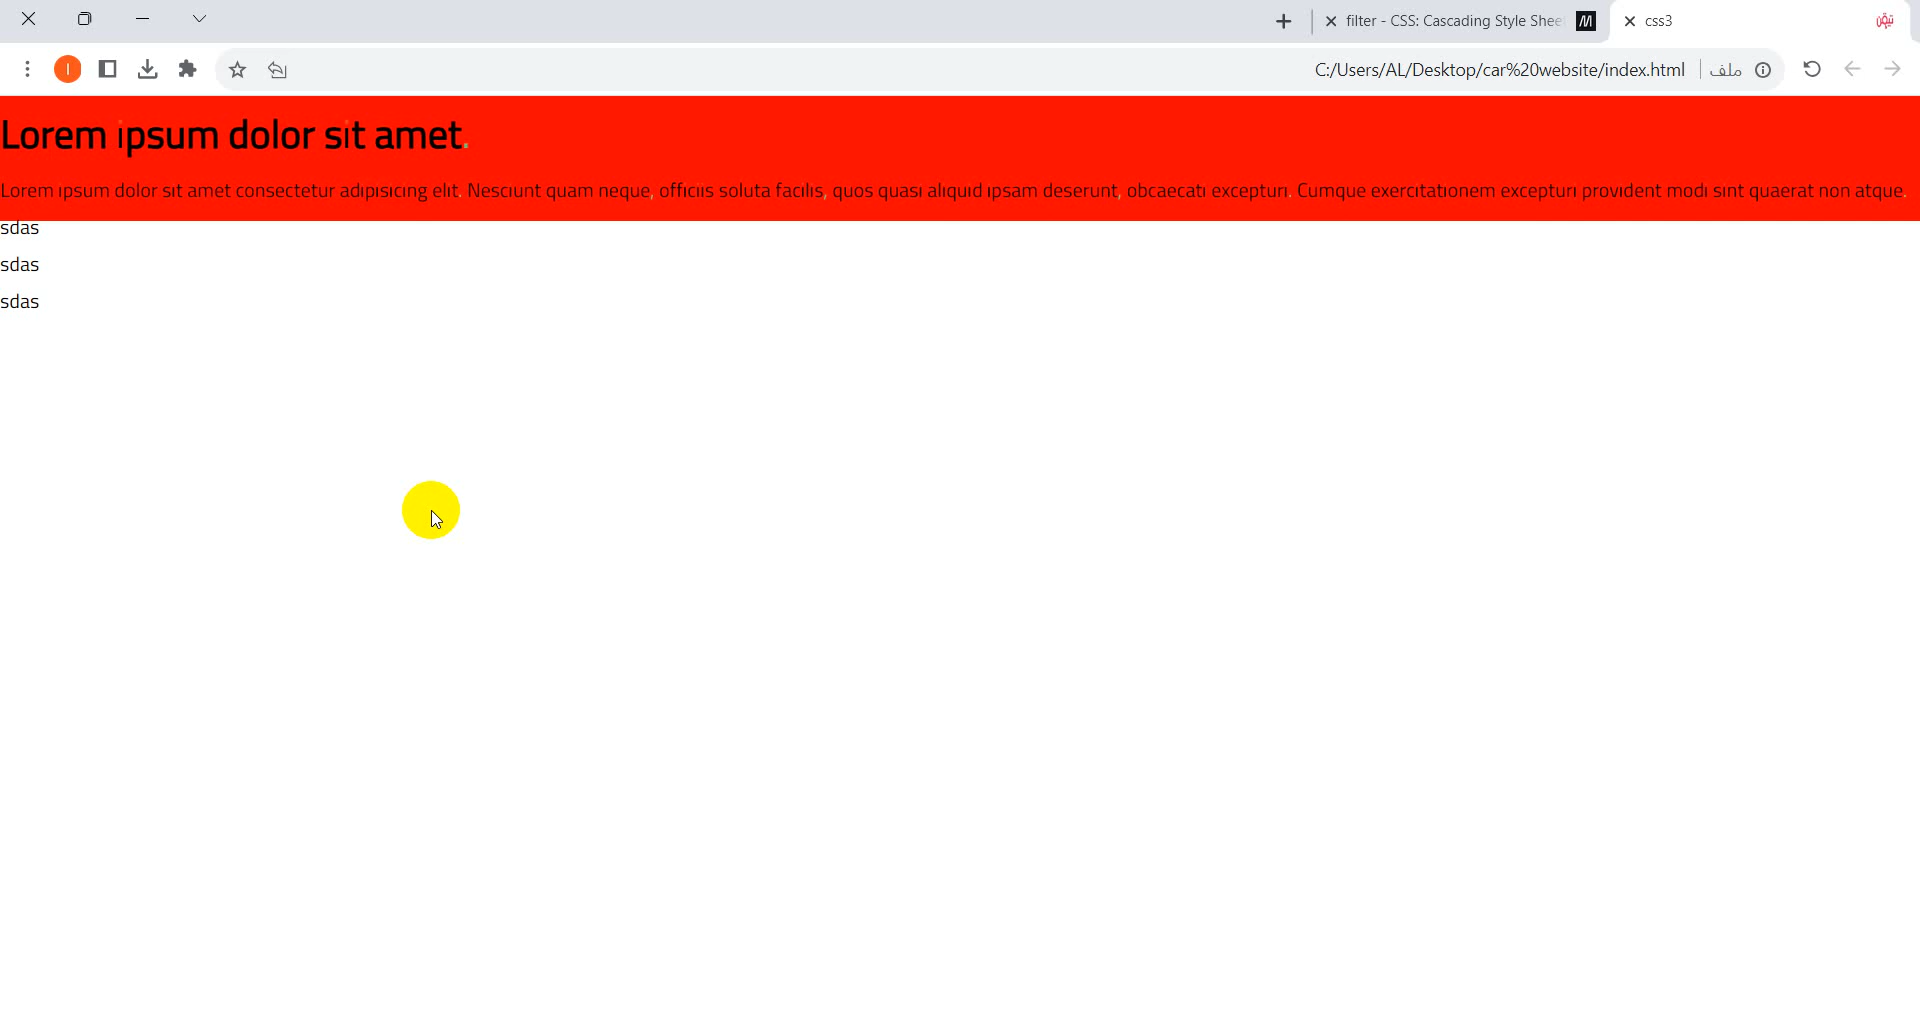 filter - CSS: Cascading Style Shee
css3
تيقن
C:/Users/AL/Desktop/car%20website/index.html
ملف
Lorem ipsum dolor sit amet.
Lorem ipsum dolor sit amet consectetur adipisicing elit. Nesciunt quam neque, officiis soluta facilis, quos quasi aliquid ipsam deserunt, obcaecati excepturi. Cumque exercitationem excepturi provident modi sint quaerat non atque.
sdas
sdas
sdas